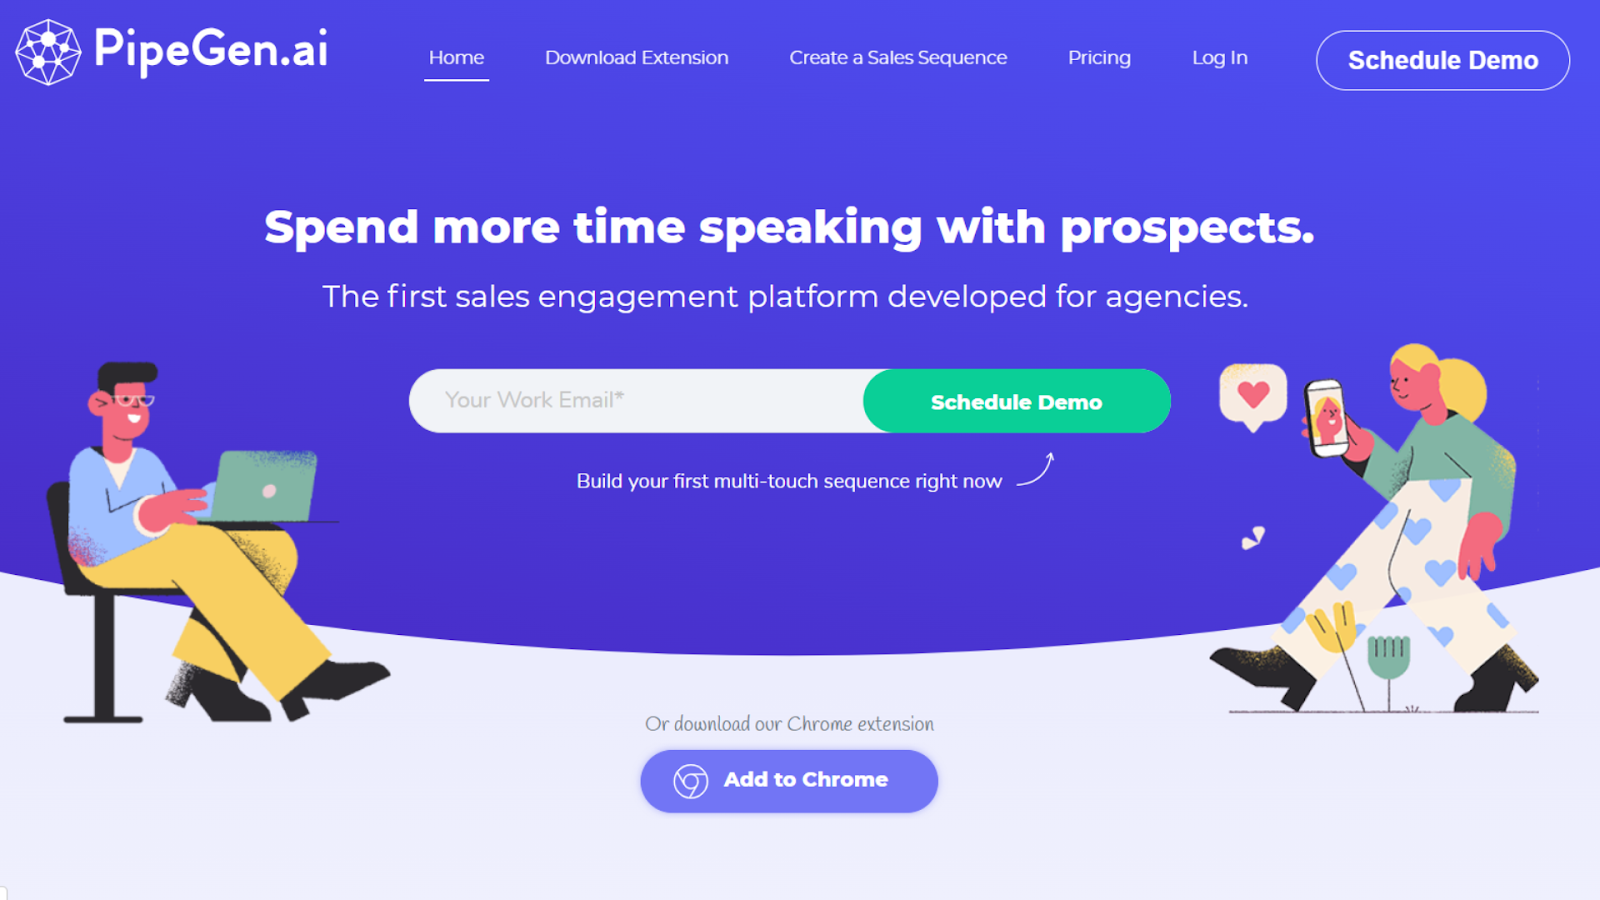 PipeGen.ai
Home
Download Extension
Create a Sales Sequence
Pricing
Log In
Schedule Demo
Spend more time speaking with prospects.
The first sales engagement platform developed for agencies.
Your Work Email*
Schedule Demo
Build your first multi-touch sequence right now
Or download our Chrome extension
Add to Chrome